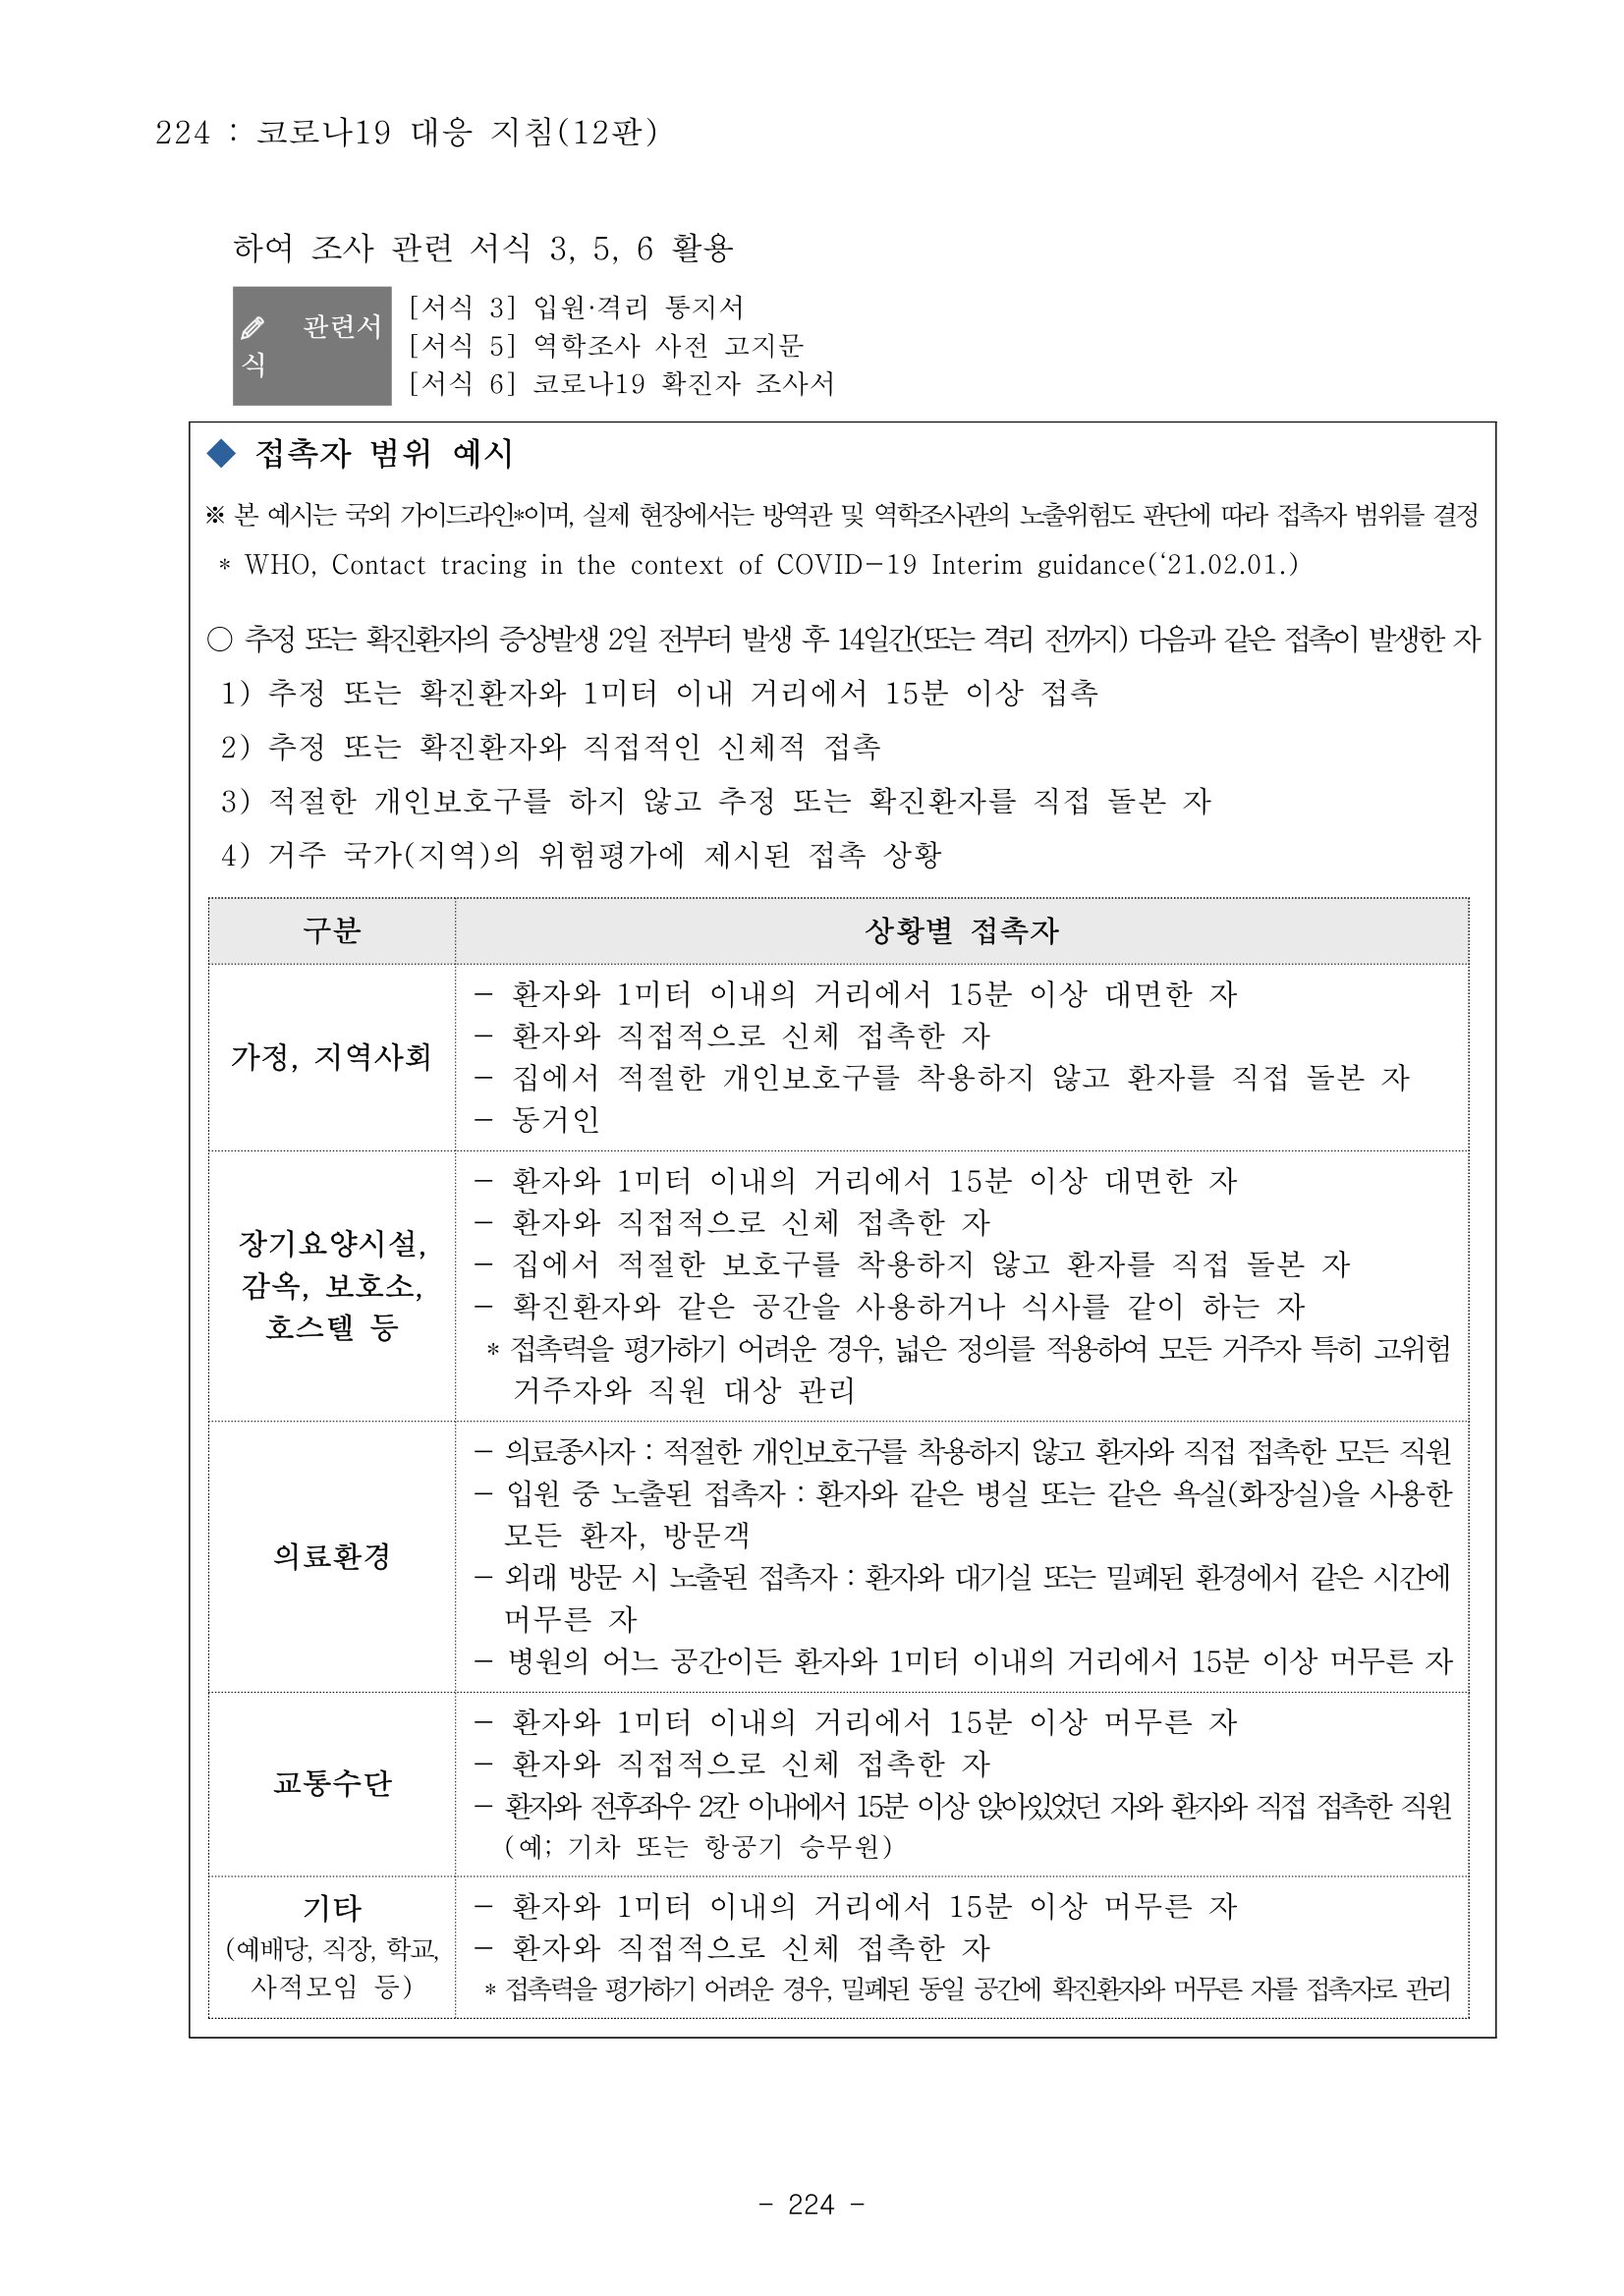 224 : 코로나19 대응 지침(12판)
하여 조사 관련 서식 3, 5, 6 활용
관련서
식
[서식 3] 입원·격리 통지서
[서식 5] 역학조사 사전 고지문
[서식 6] 코로나19 확진자 조사서
◆ 접촉자 범위 예시
※ 본 예시는 국외 가이드라인*이며, 실제 현장에서는 방역관 및 역학조사관의 노출위험도 판단에 따라 접촉자 범위를 결정
* WHO, Contact tracing in the context of COVID-19 Interim guidance(‘21.02.01.)
○ 추정 또는 확진환자의 증상발생 2일 전부터 발생 후 14일간(또는 격리 전까지) 다음과 같은 접촉이 발생한 자
1) 추정 또는 확진환자와 1미터 이내 거리에서 15분 이상 접촉
2) 추정 또는 확진환자와 직접적인 신체적 접촉
3) 적절한 개인보호구를 하지 않고 추정 또는 확진환자를 직접 돌본 자
4) 거주 국가(지역)의 위험평가에 제시된 접촉 상황
구분
상황별 접촉자
가정, 지역사회
- 환자와 1미터 이내의 거리에서 15분 이상 대면한 자
- 환자와 직접적으로 신체 접촉한 자
- 집에서 적절한 개인보호구를 착용하지 않고 환자를 직접 돌본 자
- 동거인
장기요양시설,
감옥, 보호소,
호스텔 등
- 환자와 1미터 이내의 거리에서 15분 이상 대면한 자
- 환자와 직접적으로 신체 접촉한 자
- 집에서 적절한 보호구를 착용하지 않고 환자를 직접 돌본 자
- 확진환자와 같은 공간을 사용하거나 식사를 같이 하는 자
* 접촉력을 평가하기 어려운 경우, 넓은 정의를 적용하여 모든 거주자 특히 고위험
거주자와 직원 대상 관리
의료환경
- 의료종사자 : 적절한 개인보호구를 착용하지 않고 환자와 직접 접촉한 모든 직원
- 입원 중 노출된 접촉자 : 환자와 같은 병실 또는 같은 욕실(화장실)을 사용한
모든 환자, 방문객
- 외래 방문 시 노출된 접촉자 : 환자와 대기실 또는 밀폐된 환경에서 같은 시간에
머무른 자
- 병원의 어느 공간이든 환자와 1미터 이내의 거리에서 15분 이상 머무른 자
교통수단
- 환자와 1미터 이내의 거리에서 15분 이상 머무른 자
- 환자와 직접적으로 신체 접촉한 자
- 환자와 전후좌우 2칸 이내에서 15분 이상 앉아있었던 자와 환자와 직접 접촉한 직원
(예; 기차 또는 항공기 승무원)
기타
(예배당, 직장, 학교,
사적모임 등)
- 환자와 1미터 이내의 거리에서 15분 이상 머무른 자
- 환자와 직접적으로 신체 접촉한 자
* 접촉력을 평가하기 어려운 경우, 밀폐된 동일 공간에 확진환자와 머무른 자를 접촉자로 관리
- 224 -